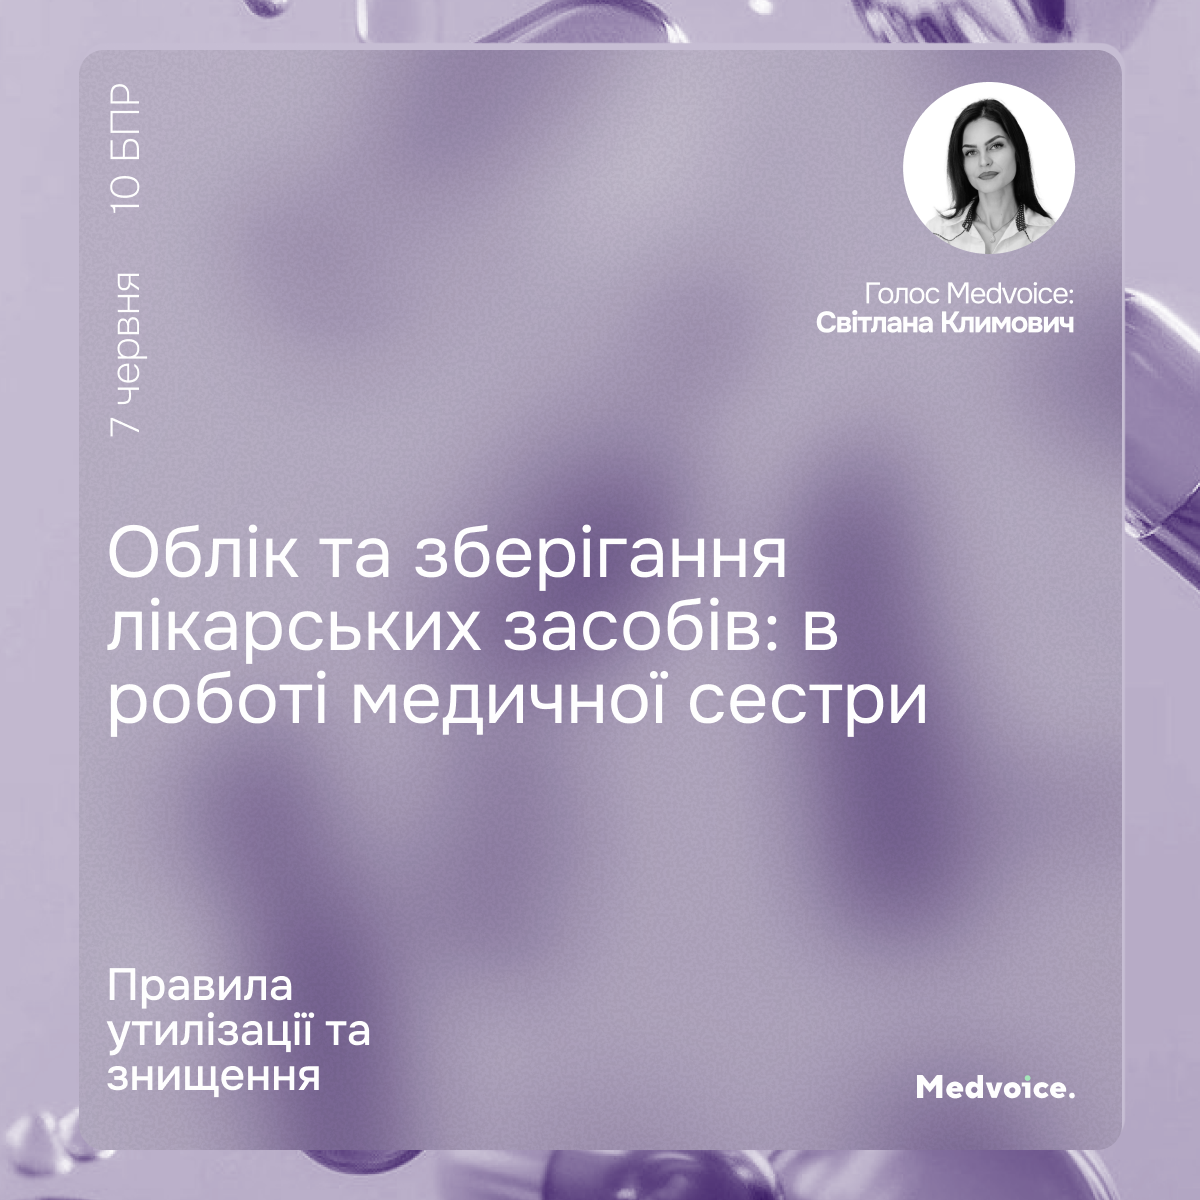 7 червня 10 БПР
Голос Medvoice:
Світлана Климович
Облік та зберігання
лікарських засобів: в
роботі медичної сестри
Правила
утилізації та
знищення
Medvoice.